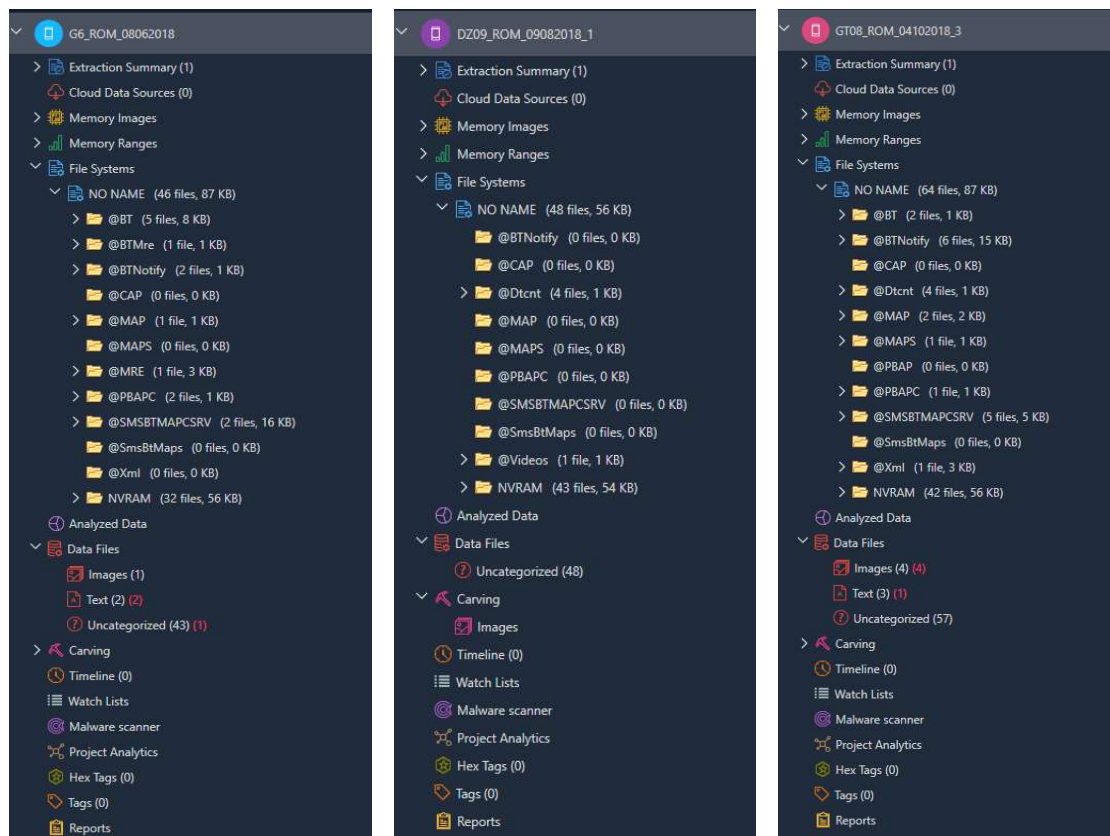 G6_ROM_08062018
Extraction Summary (1)
Cloud Data Sources (0)
Memory Images
Memory Ranges
File Systems
NO NAME (46 files, 87 KB)
@BT (5 files, 8 KB)
@BTMre (1 file, 1 KB)
@BTNotify (2 files, 1 KB)
@CAP (0 files, 0 KB)
@MAP (1 file, 1 KB)
@MAPS (0 files, 0 KB)
@MRE (1 file, 3 KB)
@PBAPC (2 files, 1 KB)
@SMSBTMAPCSRV (2 files, 16 KB)
@SmsBtMaps (0 files, 0 KB)
@Xml (0 files, 0 KB)
NVRAM (32 files, 56 KB)
Analyzed Data
Data Files
Images (1)
Text (2) (2)
Uncategorized (43) (1)
Carving
Timeline (0)
Watch Lists
Malware scanner
Project Analytics
Hex Tags (0)
Tags (0)
Reports
DZ09_ROM_09082018_1
Extraction Summary (1)
Cloud Data Sources (0)
Memory Images
Memory Ranges
File Systems
NO NAME (48 files, 56 KB)
@BTNotify (0 files, 0 KB)
@CAP (0 files, 0 KB)
@Dtcnt (4 files, 1 KB)
@MAP (0 files, 0 KB)
@MAPS (0 files, 0 KB)
@PBAPC (0 files, 0 KB)
@SMSBTMAPCSRV (0 files, 0 KB)
@SmsBtMaps (0 files, 0 KB)
@Videos (1 file, 1 KB)
NVRAM (43 files, 54 KB)
Analyzed Data
Data Files
Uncategorized (48)
Carving
Images
Timeline (0)
Watch Lists
Malware scanner
Project Analytics
Hex Tags (0)
Tags (0)
Reports
GT08_ROM_04102018_3
Extraction Summary (1)
Cloud Data Sources (0)
Memory Images
Memory Ranges
File Systems
NO NAME (64 files, 87 KB)
@BT (2 files, 1 KB)
@BTNotify (6 files, 15 KB)
@CAP (0 files, 0 KB)
@Dtcnt (4 files, 1 KB)
@MAP (2 files, 2 KB)
@MAPS (1 file, 1 KB)
@PBAP (0 files, 0 KB)
@PBAPC (1 file, 1 KB)
@SMSBTMAPCSRV (5 files, 5 KB)
@SmsBtMaps (0 files, 0 KB)
@Xml (1 file, 3 KB)
NVRAM (42 files, 56 KB)
Analyzed Data
Data Files
Images (4) (4)
Text (3) (1)
Uncategorized (57)
Carving
Timeline (0)
Watch Lists
Malware scanner
Project Analytics
Hex Tags (0)
Tags (0)
Reports